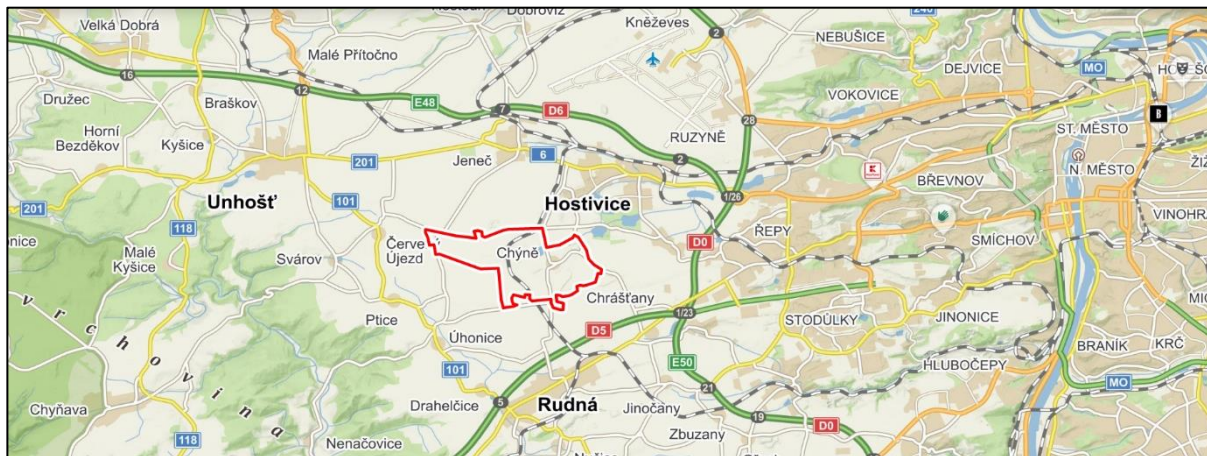 Velká Dobrá
Dobrovíz
Kněževes
2
NEBUŠICE
DEJVICE
MO
Malé Přítočno
16
12
E48
7
D6
VOKOVICE
28
Družec
Braškov
RUZYNĚ
ST. MĚSTO
B
Horní
Bezděkov
Kyšice
201
Jeneč
6
2
BŘEVNOV
N. MĚSTO
201
118
Unhošť
101
Hostivice
1/26
VINOHRA
Malé
Kyšice
Svárov
Červe
Újezd
Chýně
D0
ŘEPY
SMÍCHOV
Chrášťany
Ptice
Úhonice
D5
1/23
STODŮLKY
JINONICE
BRANÍK
KRČ
101
E50
HLUBOČEPY
MO
vrchovina
Chyňava
118
Drahelčice
5
Rudná
Jinočany
21
19
D0
Nenačovice
Zbuzany